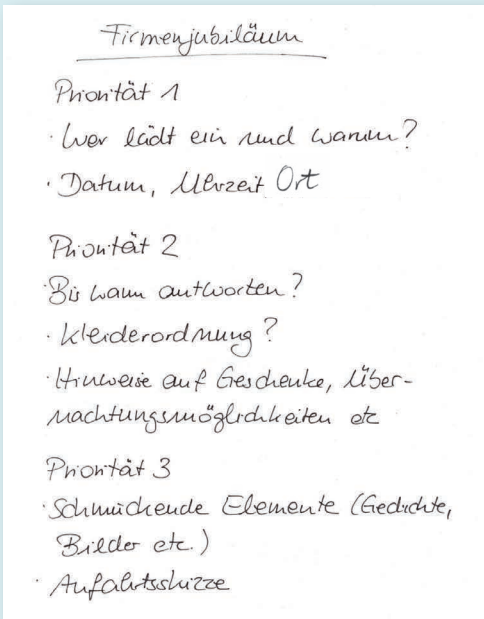 Firmenjubiläum
Priorität 1
· Wer lädt ein und warum?
· Datum, Uhrzeit Ort
Priorität 2
· Bis wann antworten?
· Kleiderordnung?
· Hinweise auf Geschenke, Über-
nachtungsmöglichkeiten etc
Priorität 3
· Schmückende Elemente (Gedichte,
Bilder etc.)
· Anfahrtsskizze